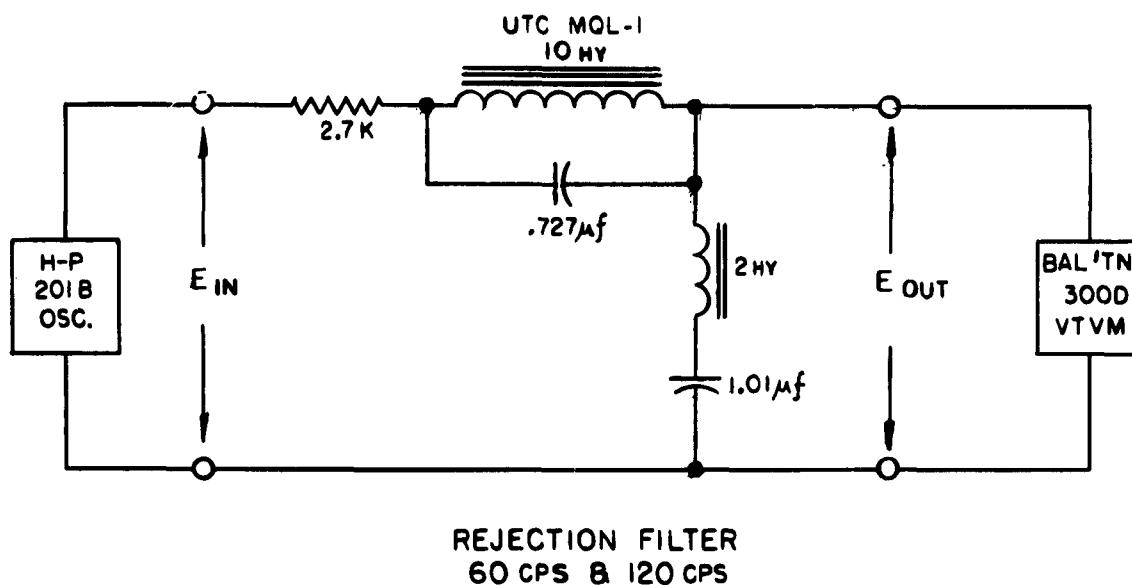 UTC MQL-1
10 HY
2.7 K
.727µf
H-P
201B
OSC.
E IN
2 HY
1.01µf
E OUT
BAL'TN
300D
VTVM
REJECTION FILTER
60 CPS & 120 CPS